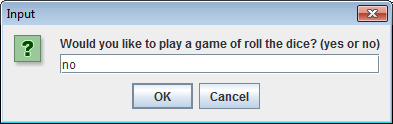 Input
Would you like to play a game of roll the dice? (yes or no)
?
no
OK Cancel